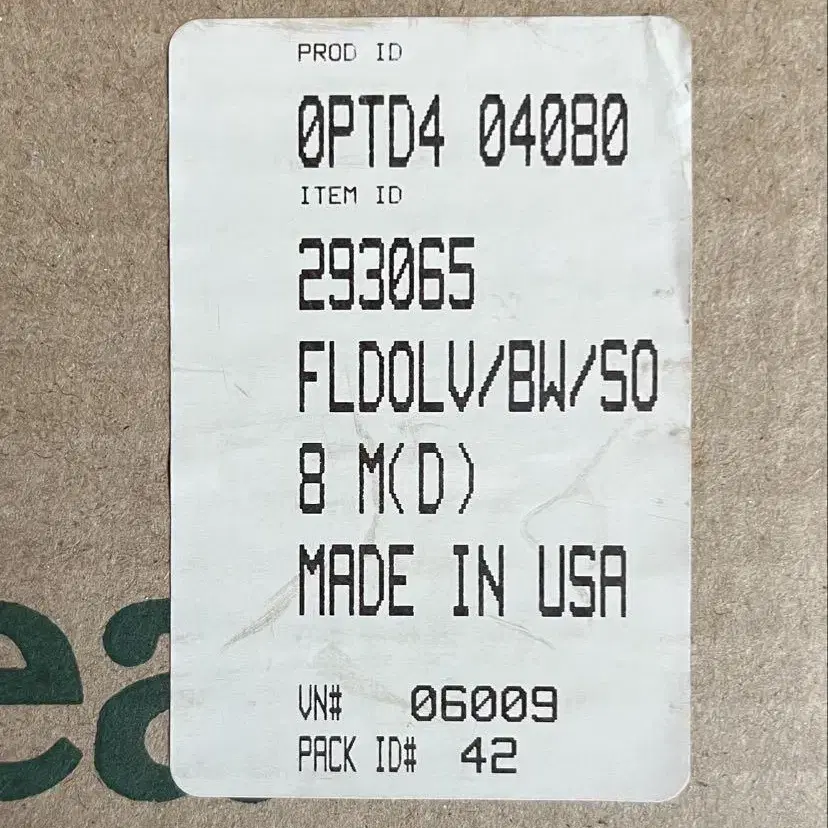 PROD ID
0PTD4 04080
ITEM ID
293065
FLDOLV/BW/SO
8 M(D)
MADE IN USA
VN# 06009
PACK ID# 42
ea